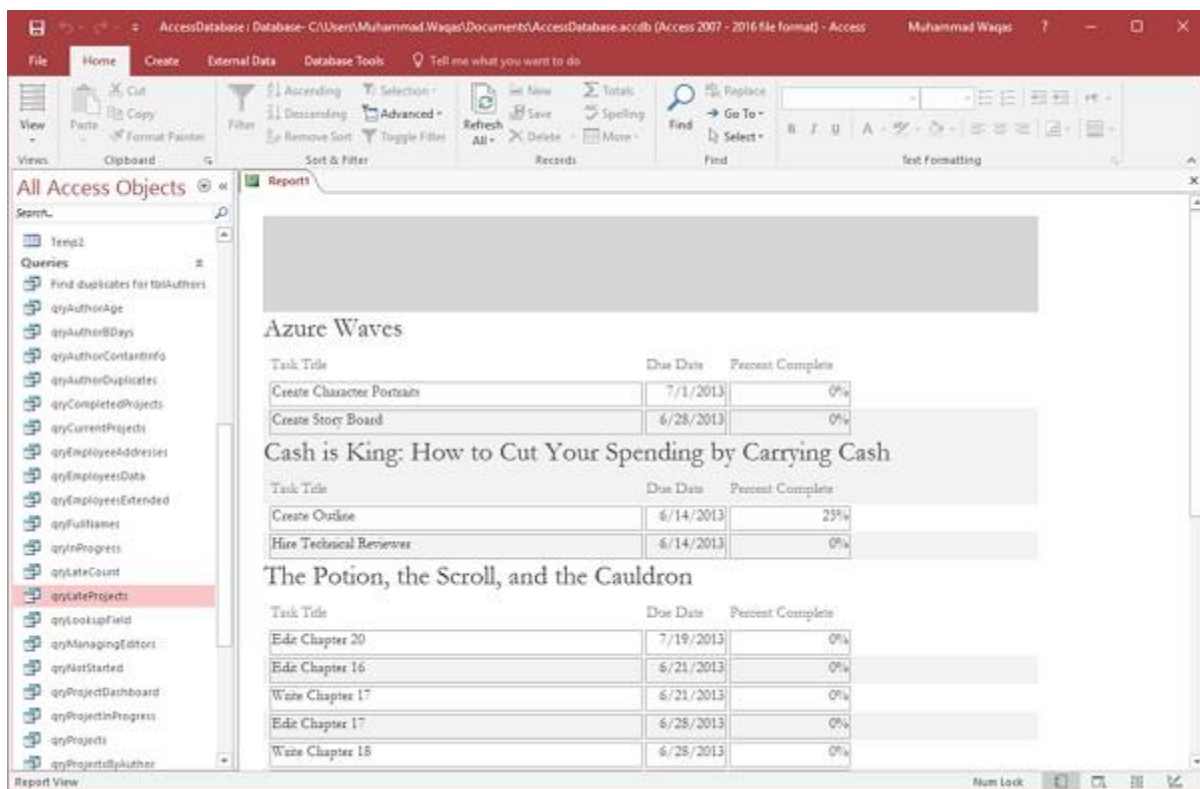 AccessDatabase : Database- C:\Users\Muhammad.Waqas\Documents\AccessDatabase.accdb (Access 2007 - 2016 file format) - Access
Muhammad Waqas
?
File
Home
Create
External Data
Database Tools
Tell me what you want to do
View
Paste
Cut
Copy
Format Painter
Filter
Ascending
Descending
Remove Sort
Selection
Advanced
Toggle Filter
Refresh
All
New
Save
Delete
Totals
Spelling
More
Find
Replace
Go To
Select
B I U A
Views
Clipboard
Sort & Filter
Records
Find
Text Formatting
All Access Objects
Search..
Temp2
Queries
Find duplicates for tblAuthors
qryAuthorAge
qryAuthorBDays
qryAuthorContantInfo
qryAuthorDuplicates
qryCompletedProjects
qryCurrentProjects
qryEmployeeAddresses
qryEmployeesData
qryEmployeesExtended
qryFullNames
qryInProgress
qryLateCount
qryLateProjects
qryLookupField
qryManagingEditors
qryNotStarted
qryProjectDashboard
qryProjectInProgress
qryProjects
qryProjectsByAuthor
Report1
Azure Waves
Task Title Due Date Percent Complete
Create Character Portraits 7/1/2013 0%
Create Story Board 6/28/2013 0%
Cash is King: How to Cut Your Spending by Carrying Cash
Task Title Due Date Percent Complete
Create Outline 6/14/2013 25%
Hire Technical Reviewer 6/14/2013 0%
The Potion, the Scroll, and the Cauldron
Task Title Due Date Percent Complete
Edit Chapter 20 7/19/2013 0%
Edit Chapter 16 6/21/2013 0%
Write Chapter 17 6/21/2013 0%
Edit Chapter 17 6/28/2013 0%
Write Chapter 18 6/28/2013 0%
Report View
Num Lock